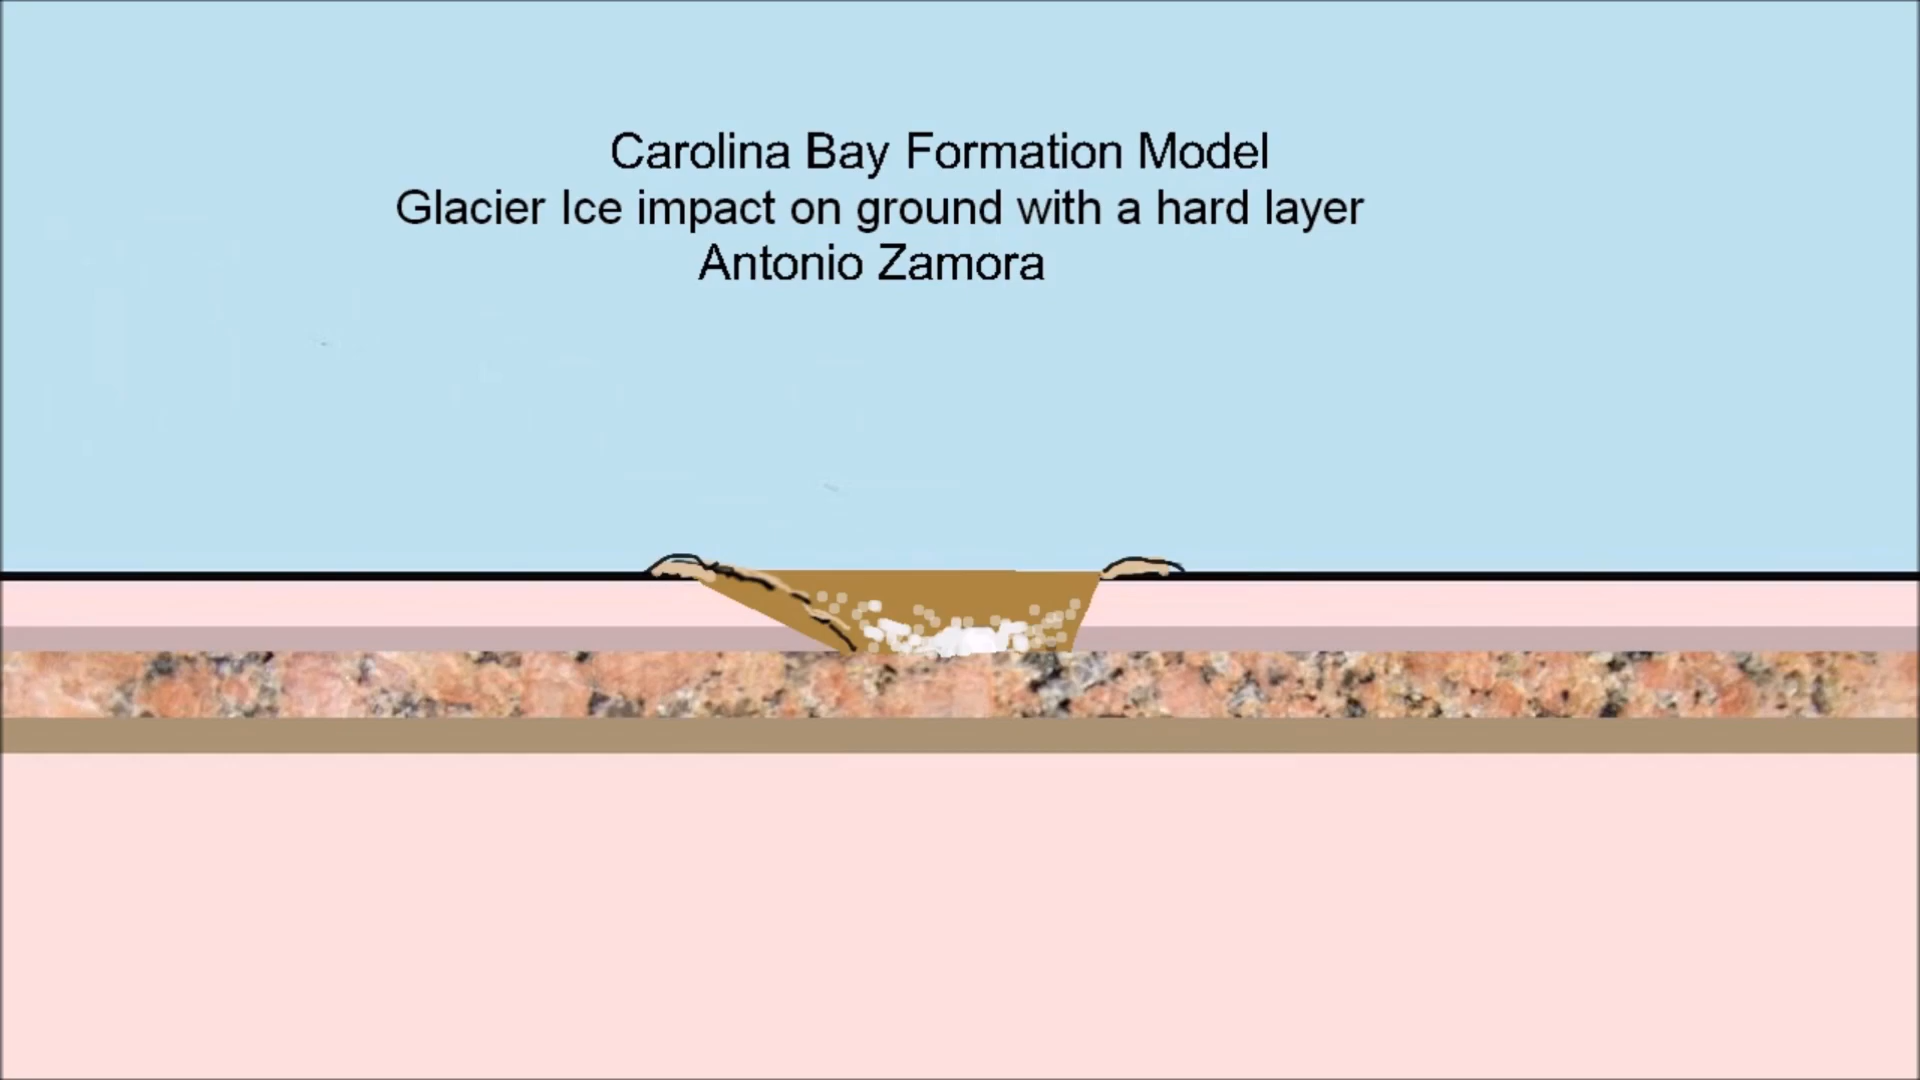 Carolina Bay Formation Model
Glacier Ice impact on ground with a hard layer
Antonio Zamora